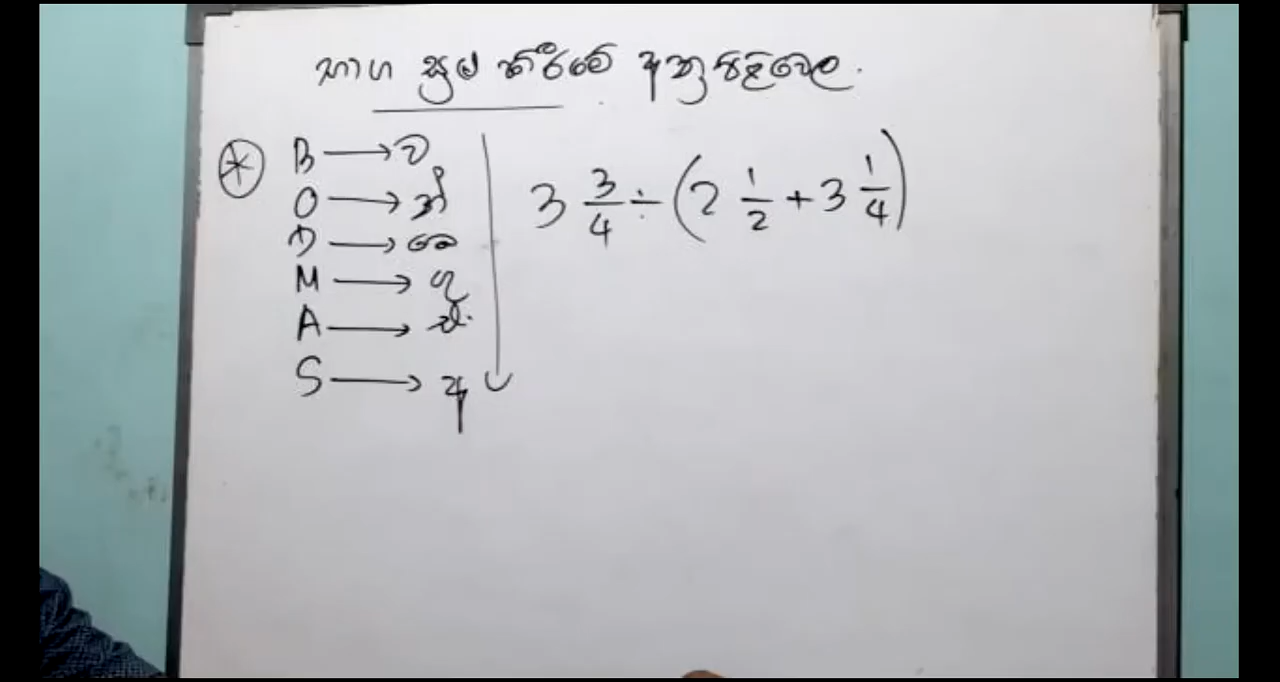 භාග සුළු කිරීමේ අනුපිළිවෙල.
B → ව
O → න්
D → බෙ
M → ගු
A → එ
S → අ
3 3/4 ÷ (2 1/2 + 3 1/4)